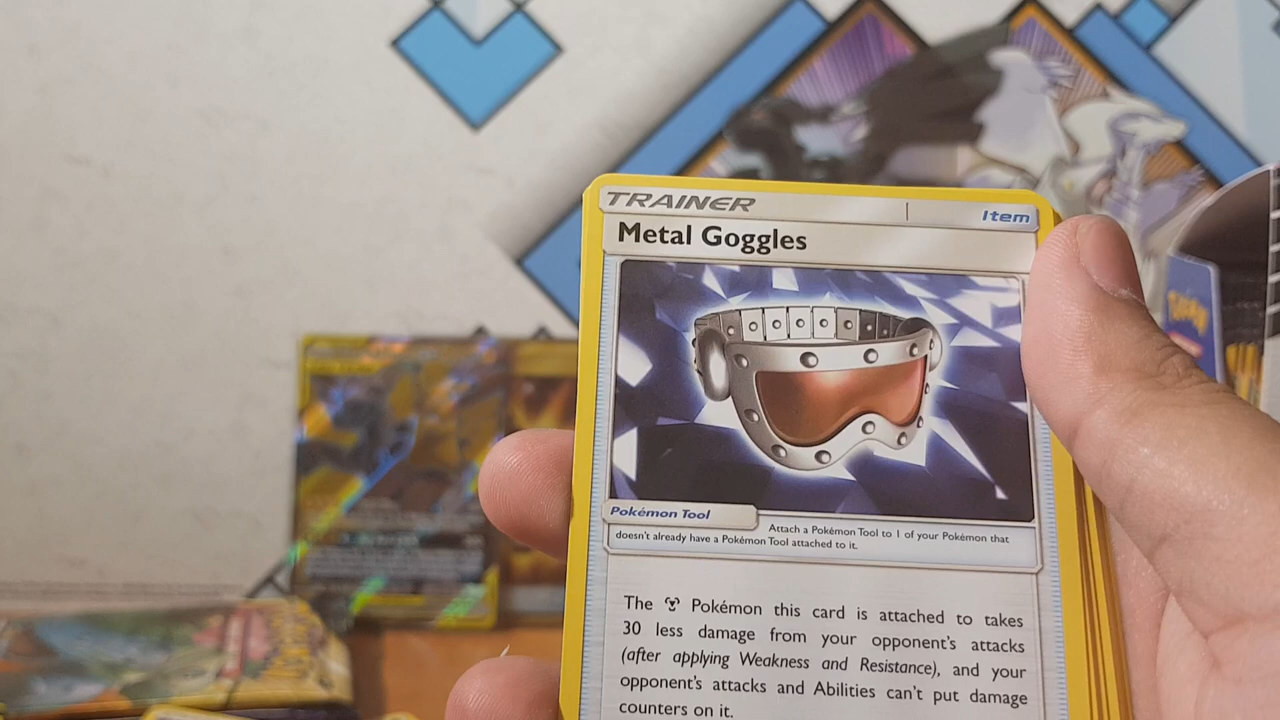 TRAINER
Item
Metal Goggles
Pokémon Tool
Attach a Pokémon Tool to 1 of your Pokémon that
doesn't already have a Pokémon Tool attached to it.
The Pokémon this card is attached to takes
30 less damage from your opponent's attacks
(after applying Weakness and Resistance), and your
opponent's attacks and Abilities can't put damage
counters on it.
Pokémon